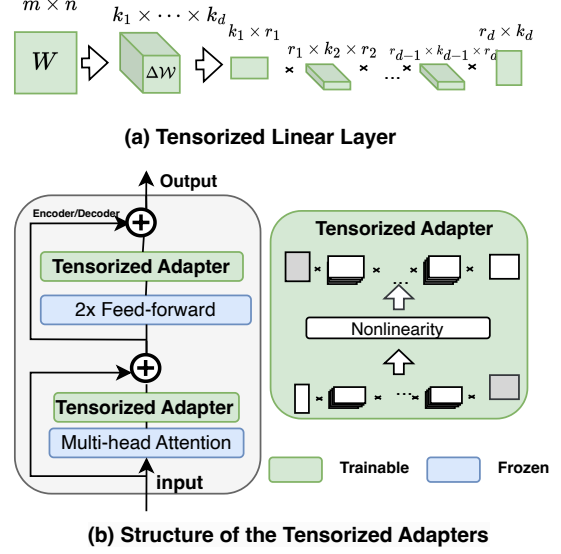 m × n
k₁ × ⋯ × k_d
k₁ × r₁
r₁ × k₂ × r₂
r_{d−1} × k_{d−1} × r_d
r_d × k_d
W
ΔW
× × ... × ×
(a) Tensorized Linear Layer
Output
Encoder/Decoder
+
Tensorized Adapter
2x Feed-forward
+
Tensorized Adapter
Multi-head Attention
input
Tensorized Adapter
× × ... × ×
Nonlinearity
× × ... × ×
Trainable
Frozen
(b) Structure of the Tensorized Adapters